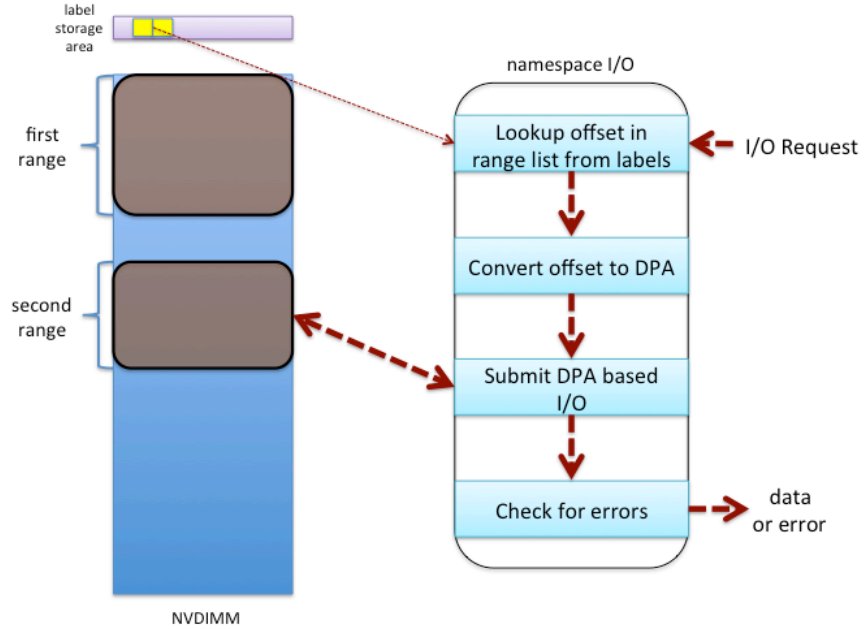 label
storage
area
first
range
second
range
NVDIMM
namespace I/O
Lookup offset in
range list from labels
I/O Request
Convert offset to DPA
Submit DPA based
I/O
Check for errors
data
or error